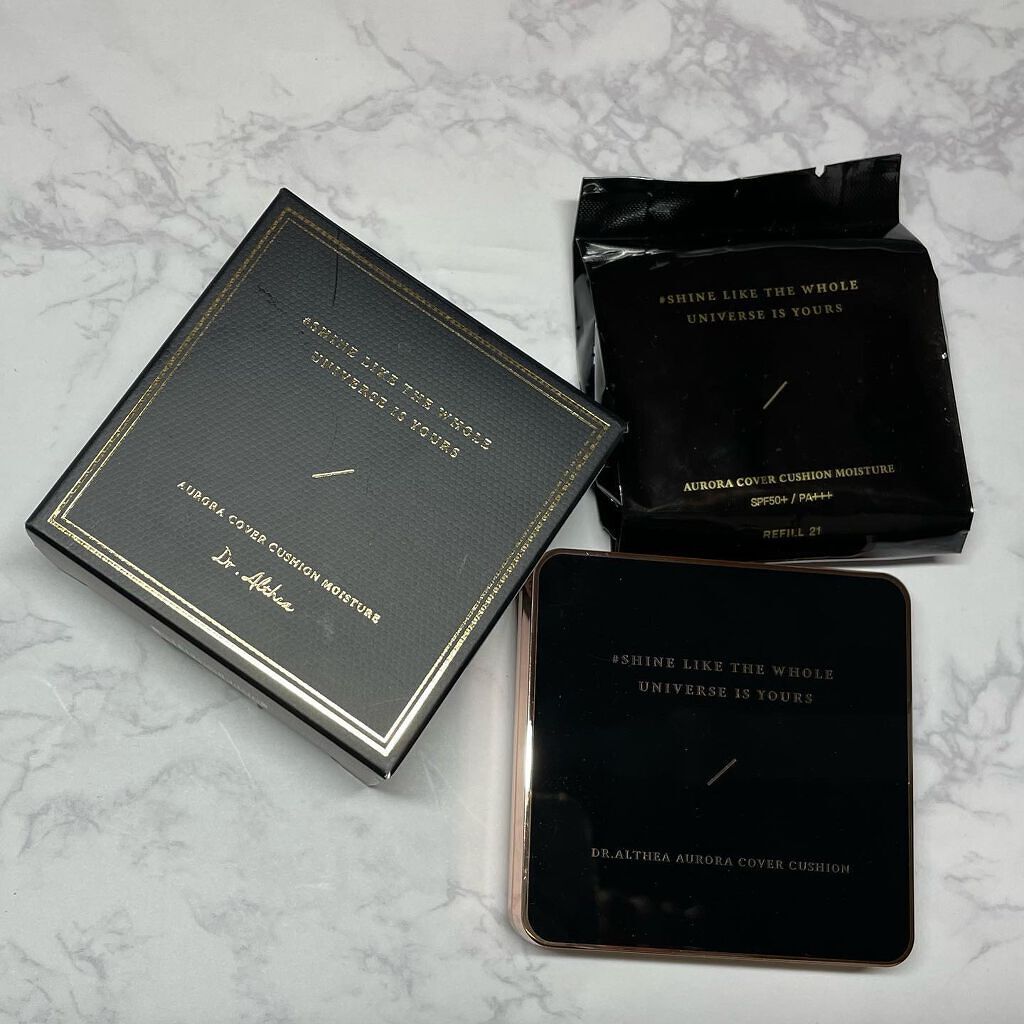 #SHINE LIKE THE WHOLE
UNIVERSE IS YOURS
AURORA COVER CUSHION MOISTURE
Dr. Althea
#SHINE LIKE THE WHOLE
UNIVERSE IS YOURS
AURORA COVER CUSHION MOISTURE
SPF50+ / PA+++
REFILL 21
#SHINE LIKE THE WHOLE
UNIVERSE IS YOURS
DR.ALTHEA AURORA COVER CUSHION